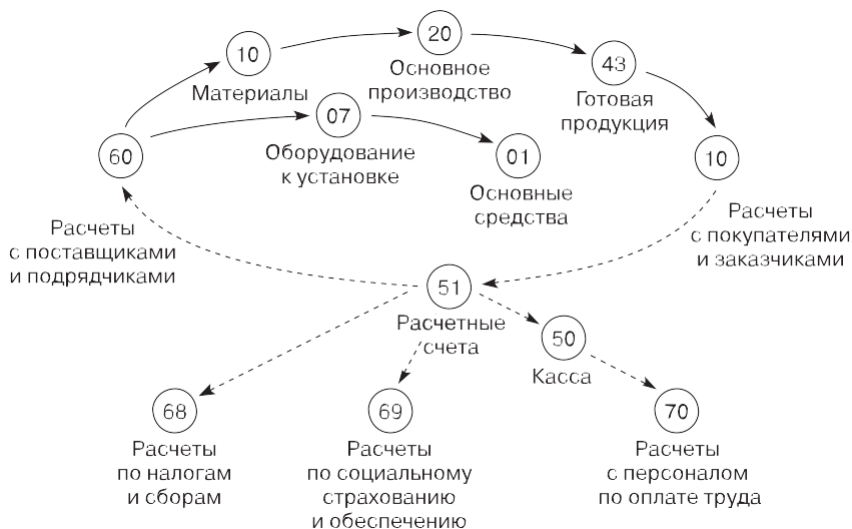 20
Основное
производство
10
Материалы
43
Готовая
продукция
07
Оборудование
к установке
60
Расчеты
с поставщиками
и подрядчиками
01
Основные
средства
10
Расчеты
с покупателями
и заказчиками
51
Расчетные
счета
50
Касса
68
Расчеты
по налогам
и сборам
69
Расчеты
по социальному
страхованию
и обеспечению
70
Расчеты
с персоналом
по оплате труда